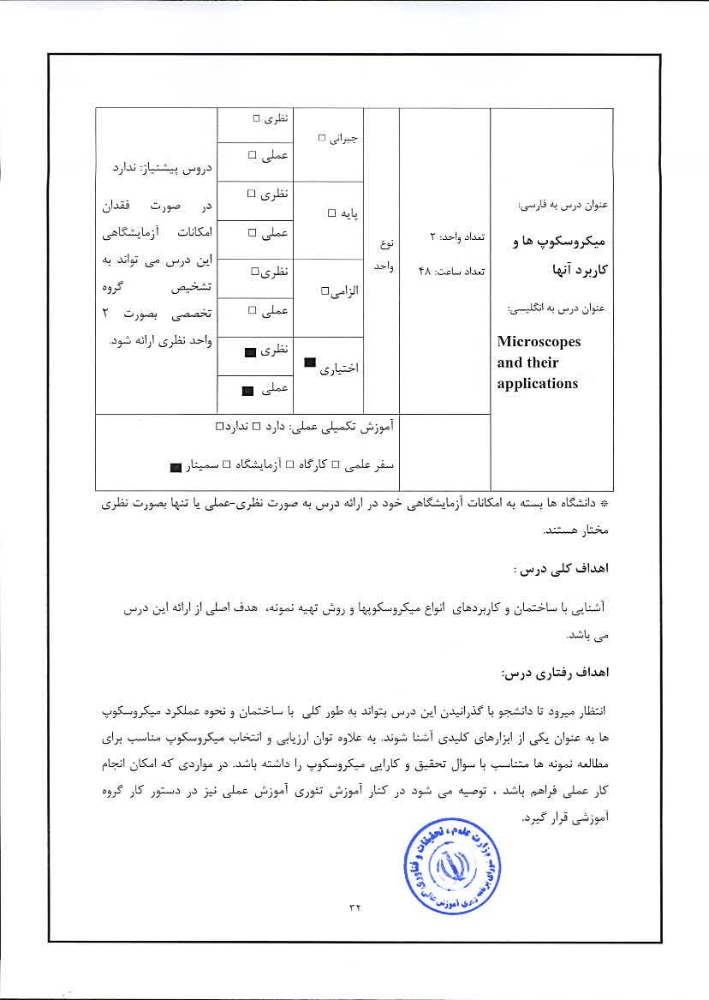 عنوان درس به فارسی:
میکروسکوپ ها و
کاربرد آنها
عنوان درس به انگلیسی:
Microscopes
and their
applications
تعداد واحد: ۲
تعداد ساعت: ۴۸
نوع
واحد
جبرانی □
نظری □
عملی □
پایه □
نظری □
عملی □
الزامی□
نظری□
عملی □
اختیاری ■
نظری ■
عملی ■
دروس پیشنیاز: ندارد
در صورت فقدان
امکانات آزمایشگاهی
این درس می تواند به
تشخیص گروه
تخصصی بصورت ۲
واحد نظری ارائه شود.
آموزش تکمیلی عملی: دارد □ ندارد□
سفر علمی □ کارگاه □ آزمایشگاه □ سمینار ■
* دانشگاه ها بسته به امکانات آزمایشگاهی خود در ارائه درس به صورت نظری-عملی یا تنها بصورت نظری
مختار هستند.
اهداف کلی درس :
آشنایی با ساختمان و کاربردهای انواع میکروسکوپها و روش تهیه نمونه، هدف اصلی از ارائه این درس
می باشد.
اهداف رفتاری درس:
انتظار میرود تا دانشجو با گذرانیدن این درس بتواند به طور کلی با ساختمان و نحوه عملکرد میکروسکوپ
ها به عنوان یکی از ابزارهای کلیدی آشنا شوند. به علاوه توان ارزیابی و انتخاب میکروسکوپ مناسب برای
مطالعه نمونه ها متناسب با سوال تحقیق و کارایی میکروسکوپ را داشته باشد. در مواردی که امکان انجام
کار عملی فراهم باشد ، توصیه می شود در کنار آموزش تئوری آموزش عملی نیز در دستور کار گروه
آموزشی قرار گیرد.
وزارت علوم، تحقیقات و فناوری
شورای برنامه ریزی آموزش عالی
۳۲